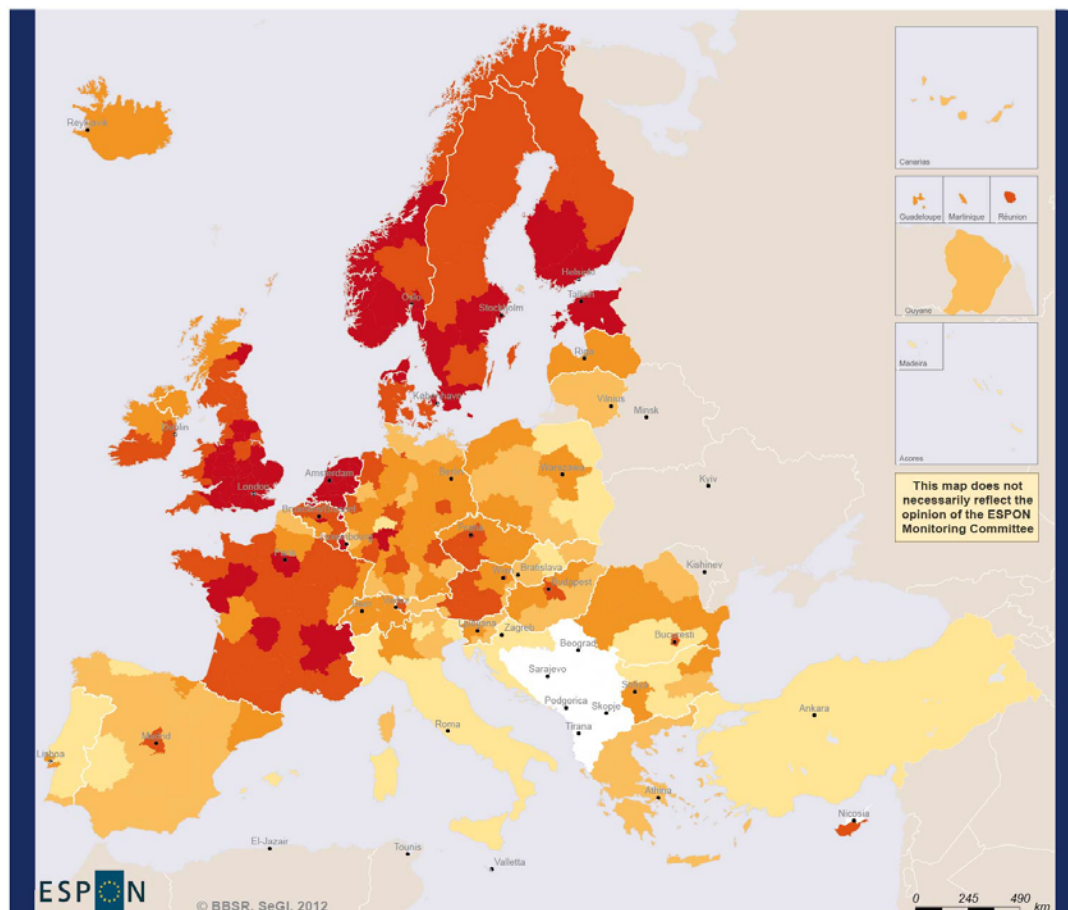 Reykjavik
Canarias
Guadeloupe
Martinique
Réunion
Guyane
Madeira
Acores
This map does not
necessarily reflect the
opinion of the ESPON
Monitoring Committee
Helsinki
Oslo
Tallinn
Stockholm
Riga
København
Vilnius
Minsk
Dublin
Amsterdam
Berlin
Warszawa
London
Kyiv
Paris
Bratislava
Budapest
Kishinev
Ljubljana
Zagreb
Beograd
Bucuresti
Sarajevo
Podgorica
Skopje
Tirana
Roma
Ankara
Madrid
Lisboa
Athina
Nicosia
El-Jazair
Tounis
Valletta
ESPON
© BBSR, SeGI, 2012
0 245 490
km